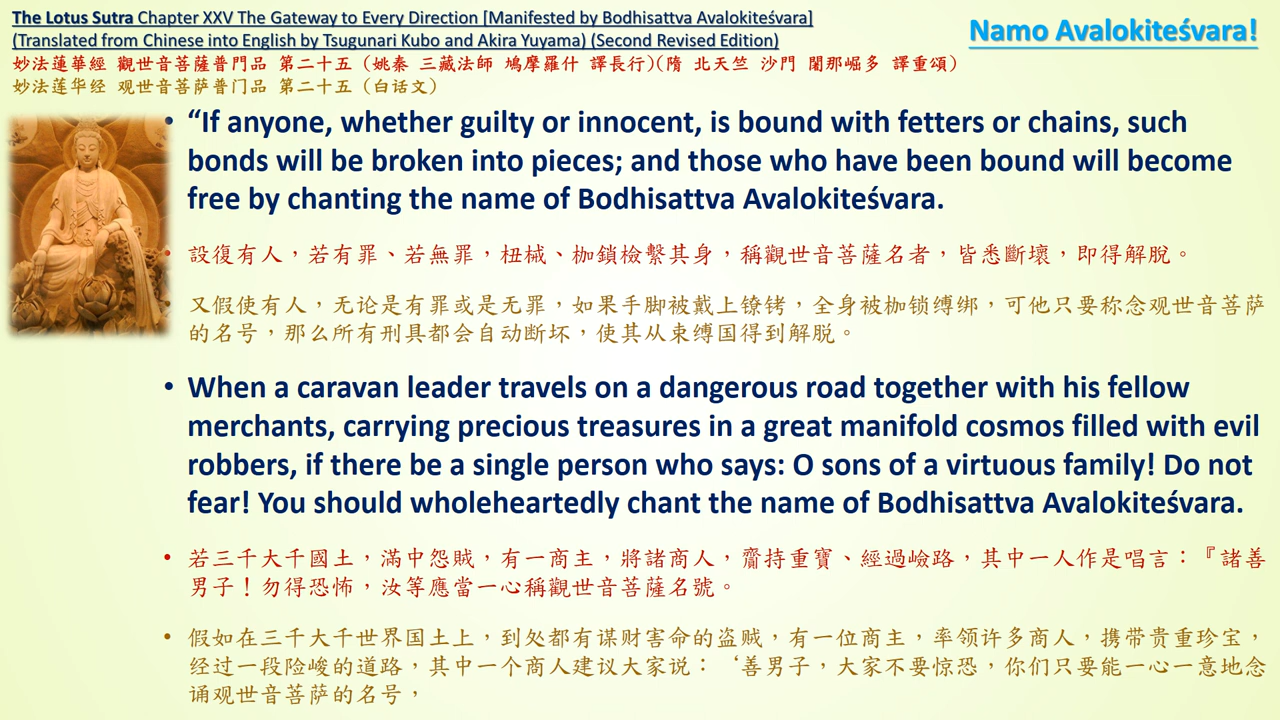 The Lotus Sutra Chapter XXV The Gateway to Every Direction [Manifested by Bodhisattva Avalokiteśvara]
(Translated from Chinese into English by Tsugunari Kubo and Akira Yuyama) (Second Revised Edition)
Namo Avalokiteśvara!
妙法蓮華經 觀世音菩薩普門品 第二十五 (姚秦 三藏法師 鳩摩羅什 譯長行)(隋 北天竺 沙門 闍那崛多 譯重頌)
妙法莲华经 观世音菩萨普门品 第二十五 (白话文)
• “If anyone, whether guilty or innocent, is bound with fetters or chains, such
bonds will be broken into pieces; and those who have been bound will become
free by chanting the name of Bodhisattva Avalokiteśvara.
• 設復有人，若有罪、若無罪，杻械、枷鎖檢繫其身，稱觀世音菩薩名者，皆悉斷壞，即得解脫。
• 又假使有人，无论是有罪或是无罪，如果手脚被戴上镣铐，全身被枷锁缚绑，可他只要称念观世音菩萨
的名号，那么所有刑具都会自动断坏，使其从束缚国得到解脱。
• When a caravan leader travels on a dangerous road together with his fellow
merchants, carrying precious treasures in a great manifold cosmos filled with evil
robbers, if there be a single person who says: O sons of a virtuous family! Do not
fear! You should wholeheartedly chant the name of Bodhisattva Avalokiteśvara.
• 若三千大千國土，滿中怨賊，有一商主，將諸商人，齎持重寶、經過嶮路，其中一人作是唱言：『諸善
男子！勿得恐怖，汝等應當一心稱觀世音菩薩名號。
• 假如在三千大千世界国土上，到处都有谋财害命的盗贼，有一位商主，率领许多商人，携带贵重珍宝，
经过一段险峻的道路，其中一个商人建议大家说：‘善男子，大家不要惊恐，你们只要能一心一意地念
诵观世音菩萨的名号，